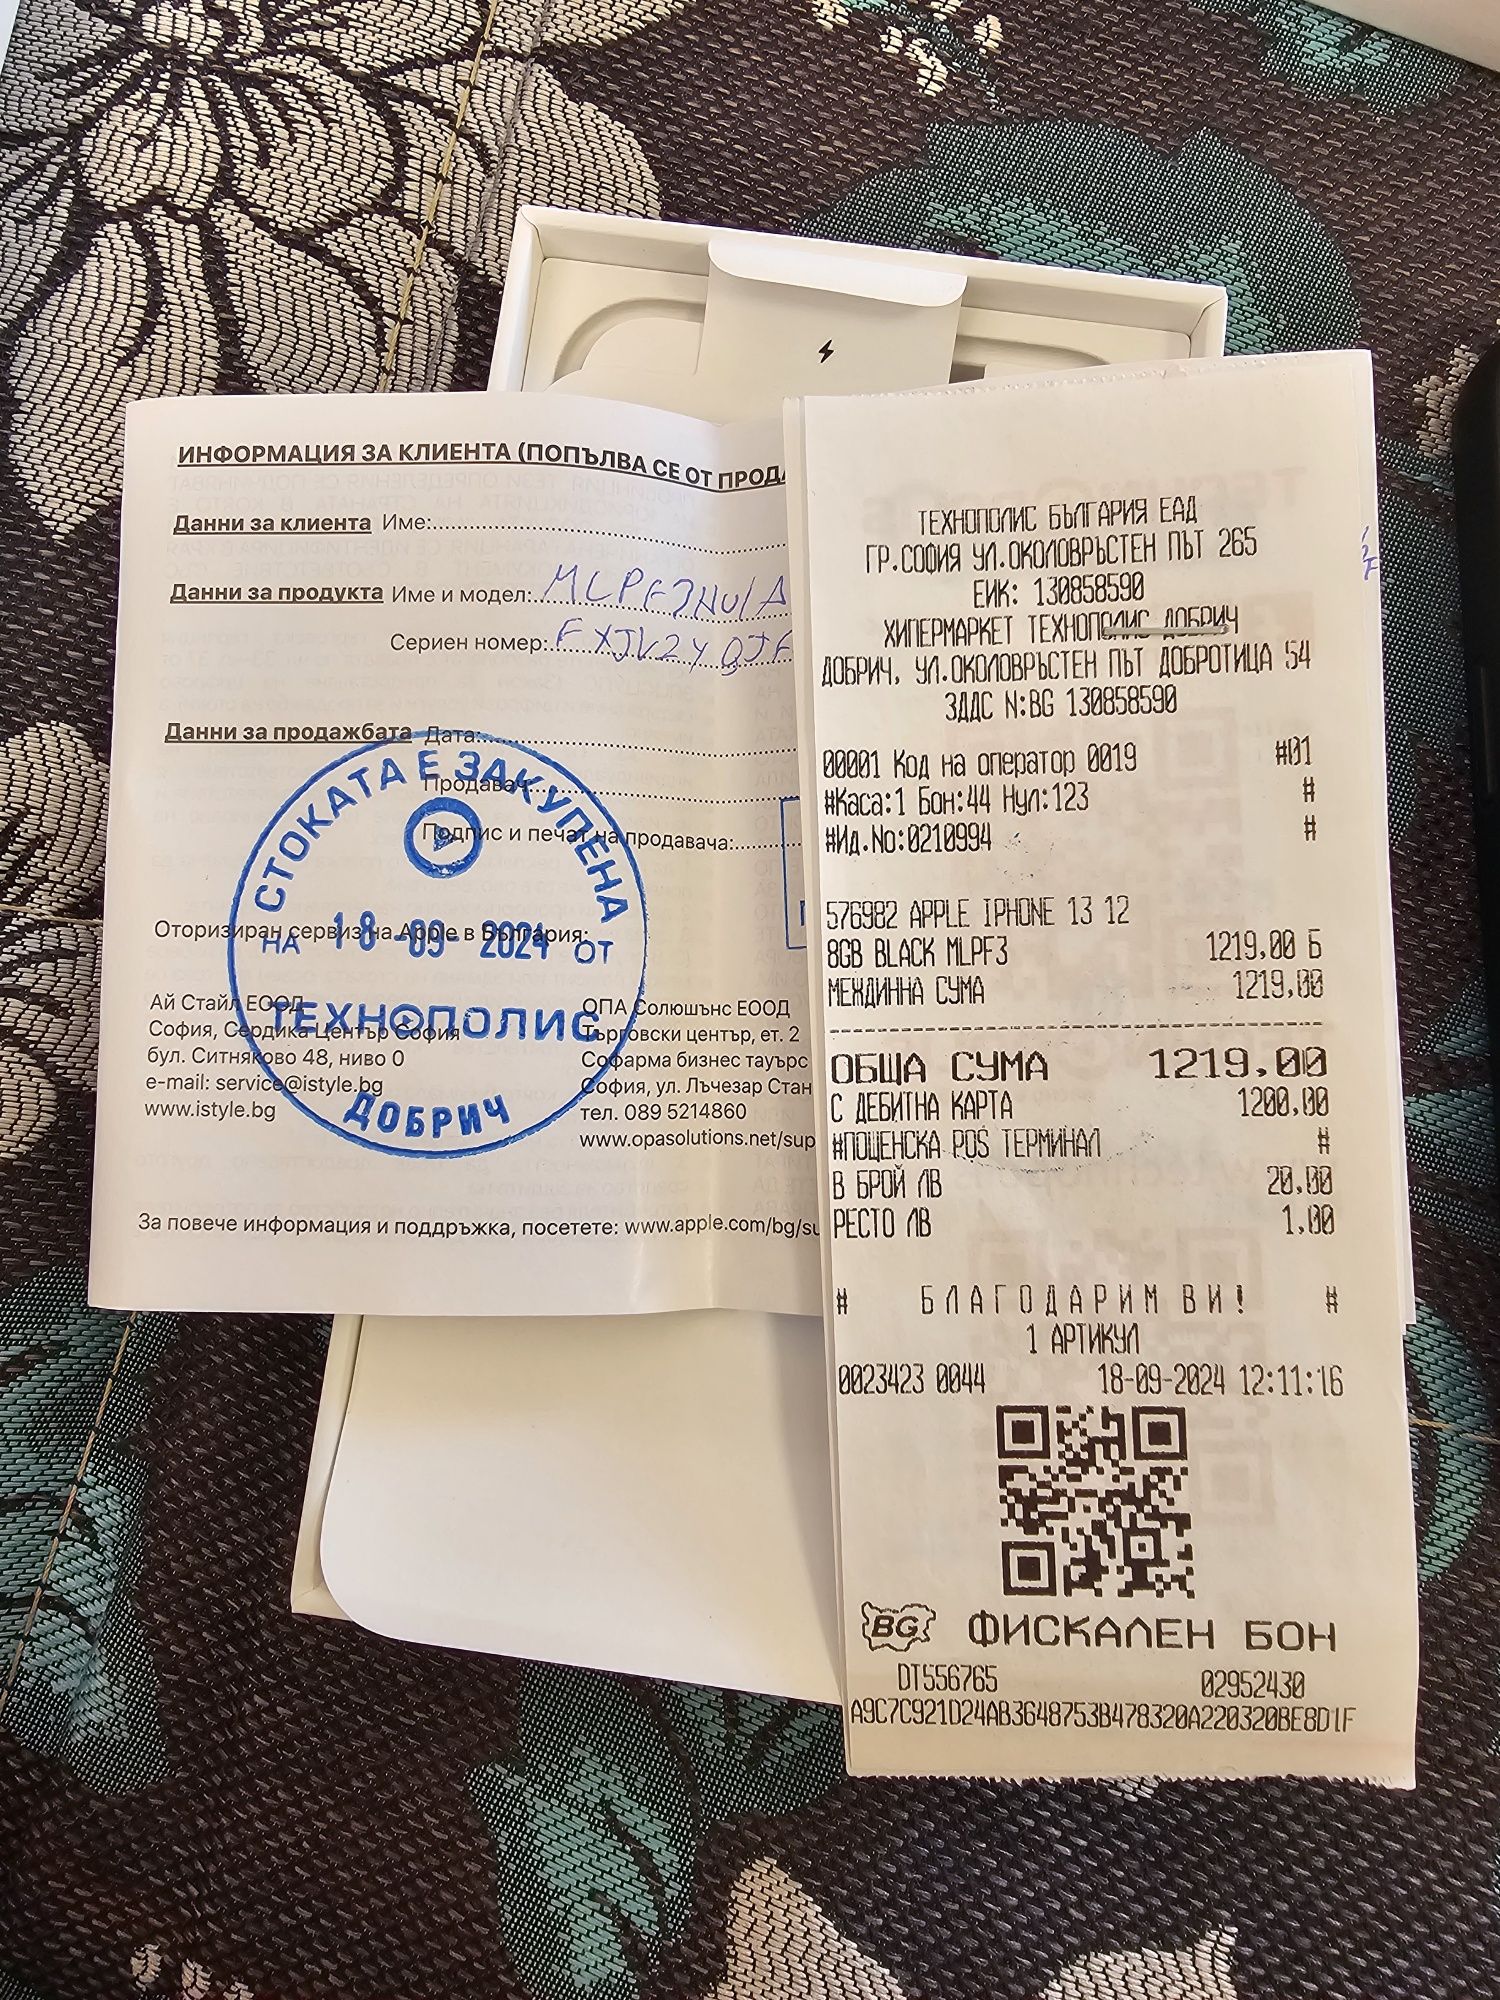 ИНФОРМАЦИЯ ЗА КЛИЕНТА (ПОПЪЛВА СЕ ОТ
Данни за клиента Име:
Данни за продукта Име и модел:
Сериен номер:
Данни за продажбата Дата:
Продавач:
Подпис и печат на продавача:
СТОКАТА Е ЗАКУПЕНА
НА 18-09-2024 ОТ
ТЕХНОПОЛИС
ДОБРИЧ
Оторизиран сервиз на Apple в България:
Ай Стайл ЕООД
София, Сердика Център София
бул. Ситняково 48, ниво 0
e-mail: service@istyle.bg
www.istyle.bg
ОПА Солюшънс ЕООД
Търговски център, ет. 2
Софарма бизнес тауърс
София, ул. Лъчезар Стан
тел. 089 5214860
www.opasolutions.net/sup
За повече информация и поддръжка, посетете: www.apple.com/bg/su
ТЕХНОПОЛИС БЪЛГАРИЯ ЕАД
ГР.СОФИЯ УЛ.ОКОЛОВРЪСТЕН ПЪТ 265
ЕИК: 130858590
ХИПЕРМАРКЕТ ТЕХНОПОЛИС ДОБРИЧ
ДОБРИЧ, УЛ.ОКОЛОВРЪСТЕН ПЪТ ДОБРОТИЦА 54
ЗДДС N:BG 130858590
00001 Код на оператор 0019 #01
#Каса:1 Бон:44 Нул:123 #
#Ид.No:0210994 #
576982 APPLE IPHONE 13 12
8GB BLACK MLPF3 1219.00 Б
МЕЖДИННА СУМА 1219.00
ОБЩА СУМА 1219.00
С ДЕБИТНА КАРТА 1200.00
#ПОЩЕНСКА POS ТЕРМИНАЛ #
В БРОЙ ЛВ 20.00
РЕСТО ЛВ 1.00
# БЛАГОДАРИМ ВИ! #
1 АРТИКУЛ
0023423 0044 18-09-2024 12:11:16
BG ФИСКАЛЕН БОН
DT556765 02952430
A9C7C921D24AB3648753B478320A220320BE8D1F